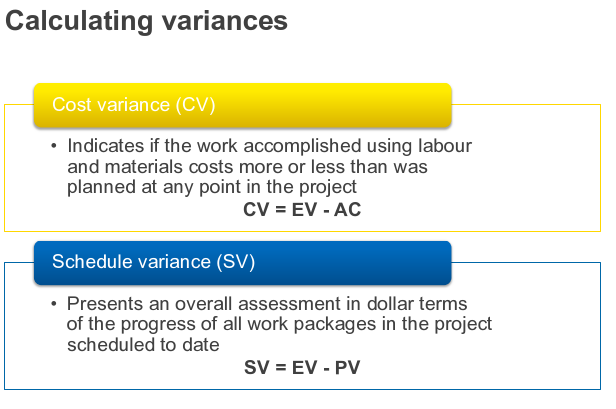 Calculating variances
Cost variance (CV)
• Indicates if the work accomplished using labour
and materials costs more or less than was
planned at any point in the project
CV = EV - AC
Schedule variance (SV)
• Presents an overall assessment in dollar terms
of the progress of all work packages in the project
scheduled to date
SV = EV - PV